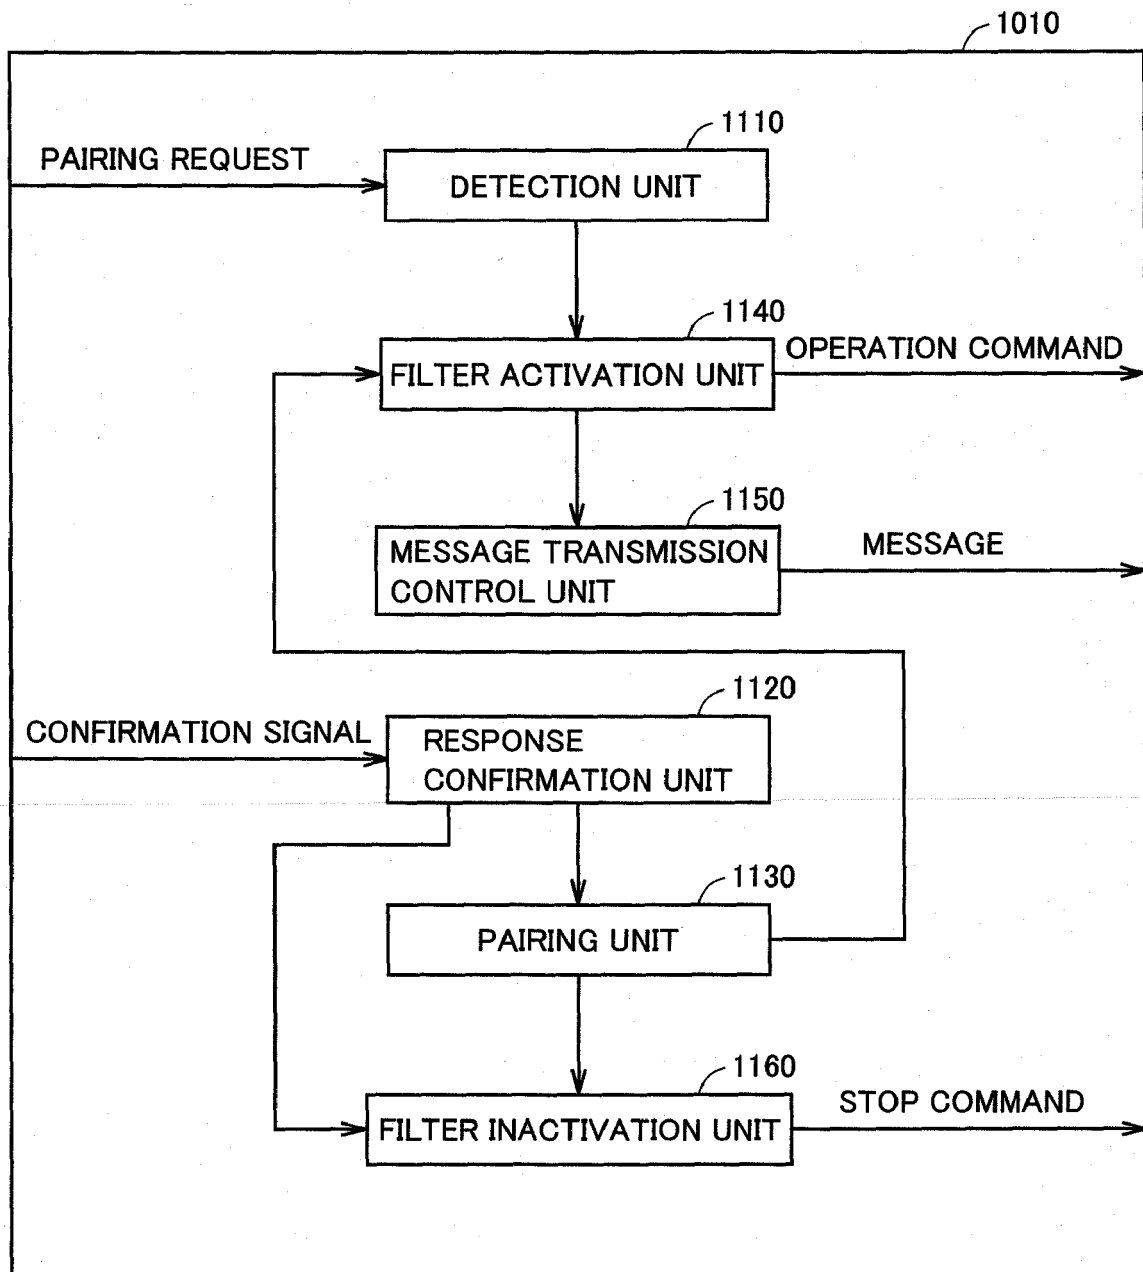 1010
1110
PAIRING REQUEST
DETECTION UNIT
1140
OPERATION COMMAND
FILTER ACTIVATION UNIT
1150
MESSAGE TRANSMISSION
CONTROL UNIT
MESSAGE
1120
CONFIRMATION SIGNAL
RESPONSE
CONFIRMATION UNIT
1130
PAIRING UNIT
1160
STOP COMMAND
FILTER INACTIVATION UNIT